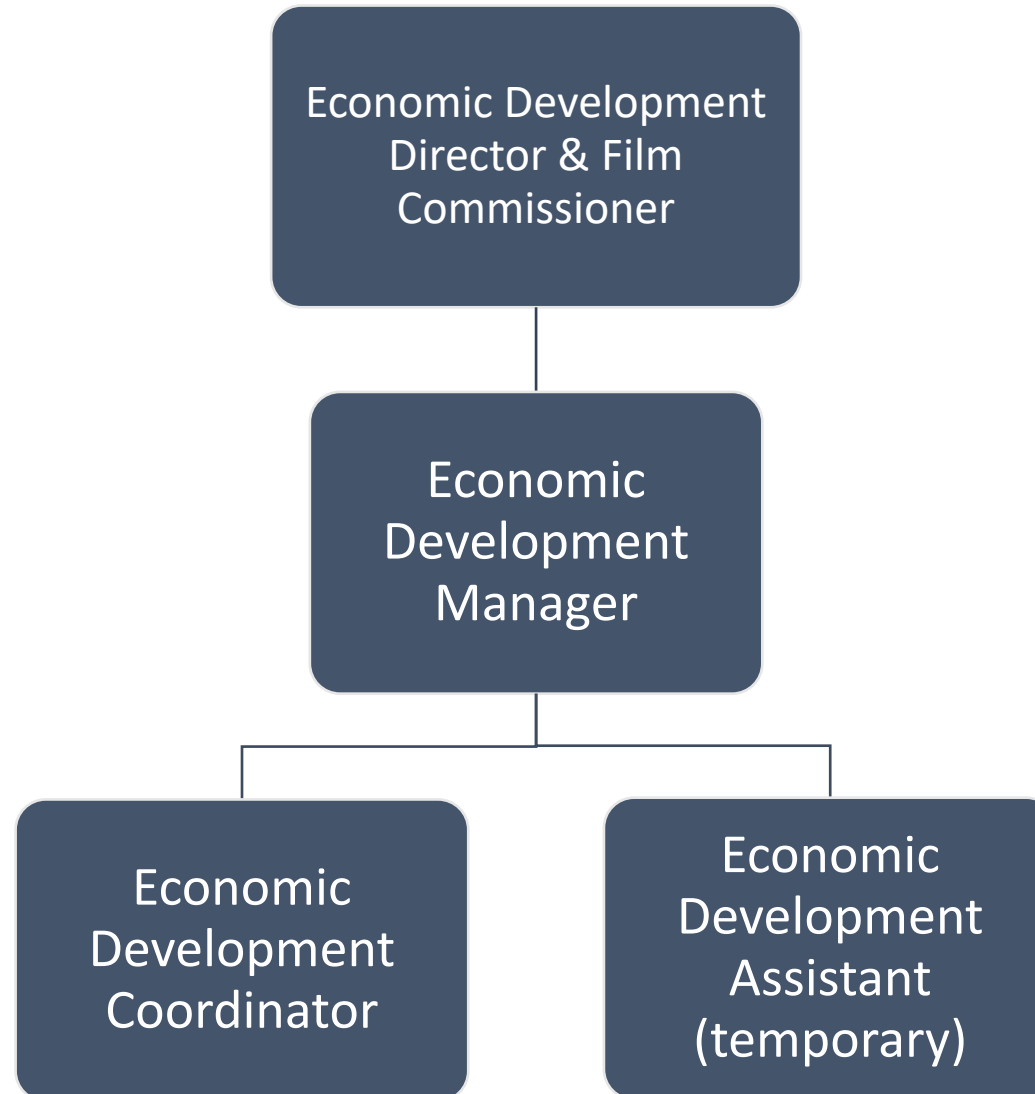 Economic Development
Director & Film
Commissioner
Economic
Development
Manager
Economic
Development
Coordinator
Economic
Development
Assistant
(temporary)